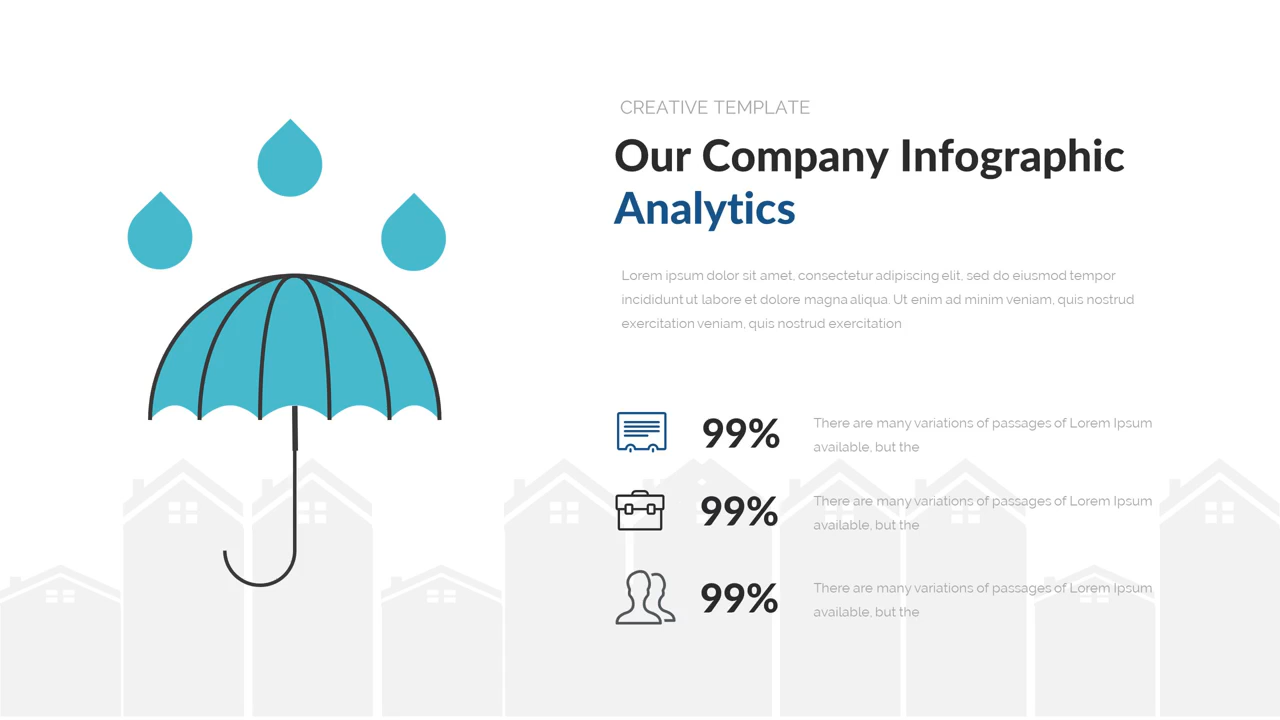 CREATIVE TEMPLATE
Our Company Infographic
Analytics
Lorem ipsum dolor sit amet, consectetur adipiscing elit, sed do eiusmod tempor
incididunt ut labore et dolore magna aliqua. Ut enim ad minim veniam, quis nostrud
exercitation veniam, quis nostrud exercitation
99%
There are many variations of passages of Lorem Ipsum
available, but the
99%
There are many variations of passages of Lorem Ipsum
available, but the
99%
There are many variations of passages of Lorem Ipsum
available, but the